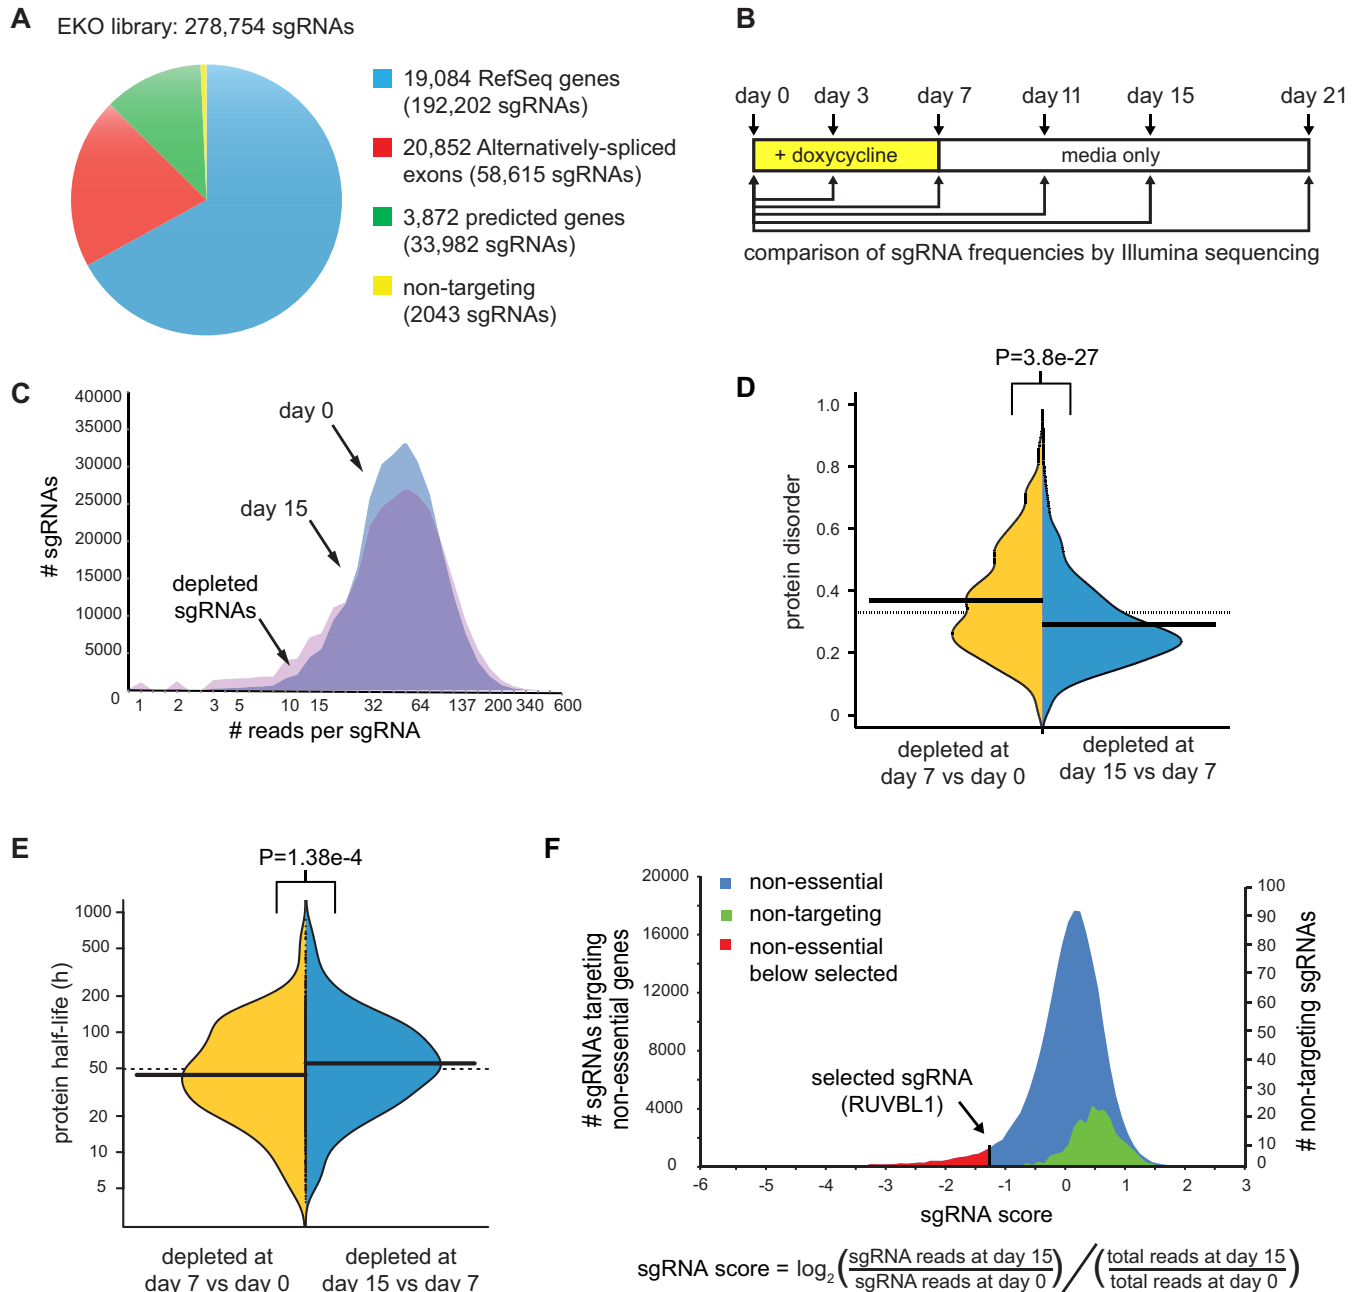 A
EKO library: 278,754 sgRNAs
19,084 RefSeq genes
(192,202 sgRNAs)
20,852 Alternatively-spliced
exons (58,615 sgRNAs)
3,872 predicted genes
(33,982 sgRNAs)
non-targeting
(2043 sgRNAs)
B
day 0 day 3 day 7 day 11 day 15 day 21
+ doxycycline media only
comparison of sgRNA frequencies by Illumina sequencing
C
# sgRNAs
40000
35000
30000
25000
20000
15000
10000
5000
0
day 0
day 15
depleted
sgRNAs
1 2 3 5 10 15 32 64 137 200 340 600
# reads per sgRNA
D
P=3.8e-27
protein disorder
1.0
0.8
0.6
0.4
0.2
0
depleted at
day 7 vs day 0
depleted at
day 15 vs day 7
E
P=1.38e-4
protein half-life (h)
1000
500
200
100
50
20
10
5
depleted at
day 7 vs day 0
depleted at
day 15 vs day 7
F
# sgRNAs targeting
non-essential genes
20000
16000
12000
8000
4000
0
non-essential
non-targeting
non-essential
below selected
selected sgRNA
(RUVBL1)
100
90
80
70
60
50
40
30
20
10
0
# non-targeting sgRNAs
-6 -5 -4 -3 -2 -1 0 1 2 3
sgRNA score
sgRNA score = log2 (sgRNA reads at day 15 / sgRNA reads at day 0) / (total reads at day 15 / total reads at day 0)